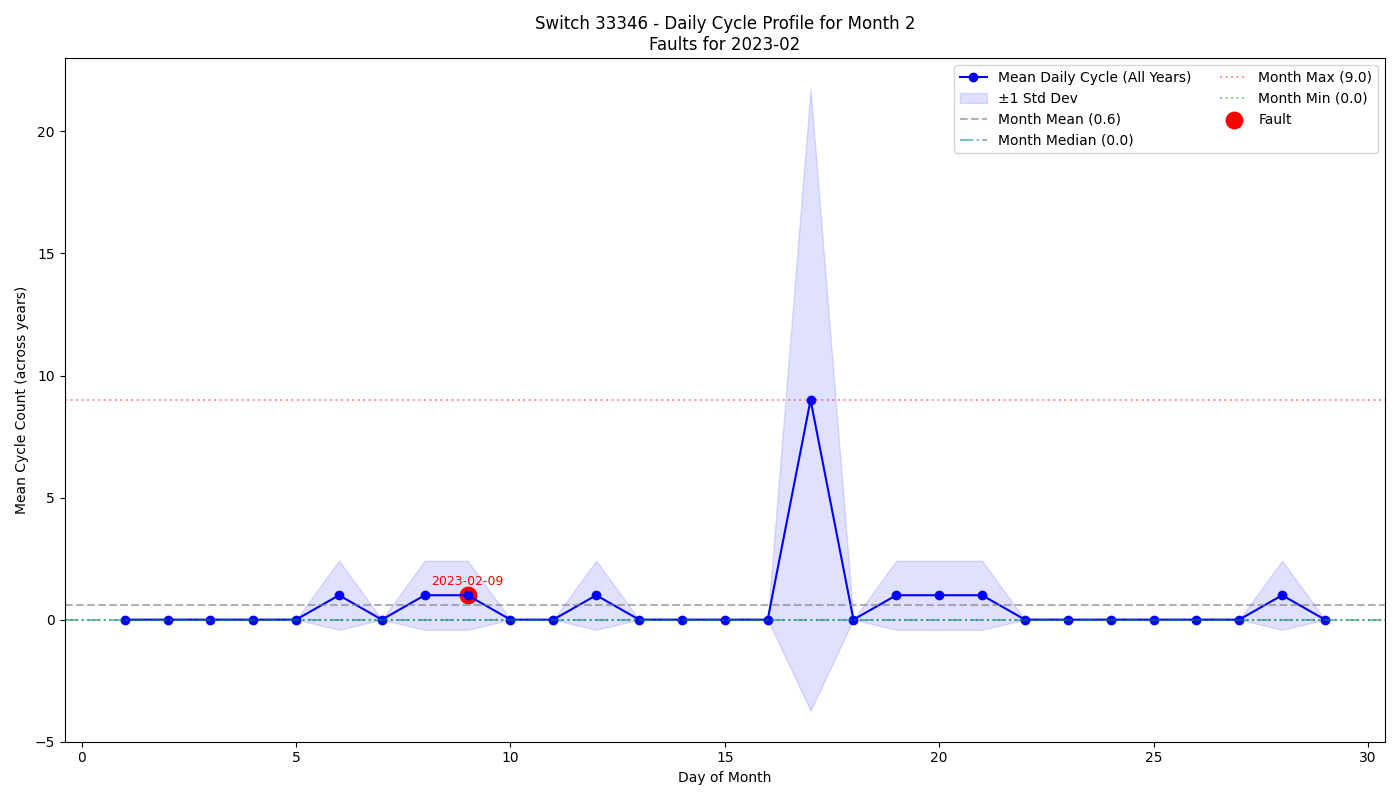 Switch 33346 - Daily Cycle Profile for Month 2
Faults for 2023-02
Mean Daily Cycle (All Years)
±1 Std Dev
Month Mean (0.6)
Month Median (0.0)
Month Max (9.0)
Month Min (0.0)
Fault
Mean Cycle Count (across years)
20
15
10
5
0
−5
2023-02-09
0
5
10
15
20
25
30
Day of Month